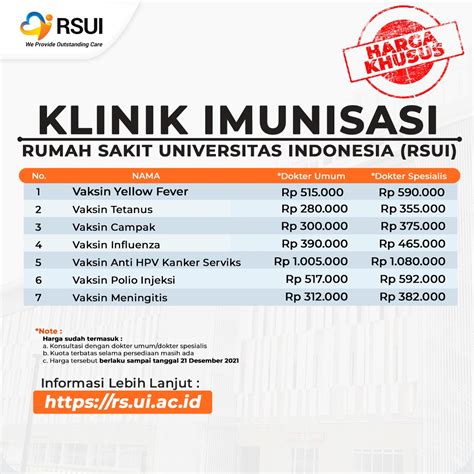 RSUI
We Provide Outstanding Care
HARGA
KHUSUS
KLINIK IMUNISASI
RUMAH SAKIT UNIVERSITAS INDONESIA (RSUI)
No. NAMA *Dokter Umum *Dokter Spesialis
1 Vaksin Yellow Fever Rp 515.000 Rp 590.000
2 Vaksin Tetanus Rp 280.000 Rp 355.000
3 Vaksin Campak Rp 300.000 Rp 375.000
4 Vaksin Influenza Rp 390.000 Rp 465.000
5 Vaksin Anti HPV Kanker Serviks Rp 1.005.000 Rp 1.080.000
6 Vaksin Polio Injeksi Rp 517.000 Rp 592.000
7 Vaksin Meningitis Rp 312.000 Rp 382.000
*Note :
Harga sudah termasuk :
a. Konsultasi dengan dokter umum/dokter sposialis
b. Kuota terbatas selama persediaan masih ada
c. Harga tersebut berlaku sampai tanggal 21 Desember 2021
Informasi Lebih Lanjut :
https://rs.ui.ac.id